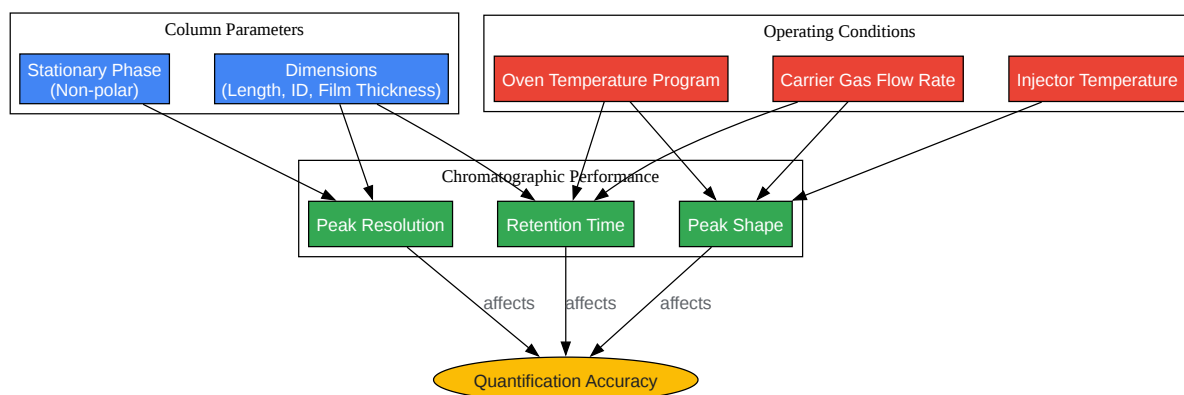 Column Parameters
Operating Conditions
Stationary Phase
(Non-polar)
Dimensions
(Length, ID, Film Thickness)
Oven Temperature Program
Carrier Gas Flow Rate
Injector Temperature
Chromatographic Performance
Peak Resolution
Retention Time
Peak Shape
affects
affects
affects
Quantification Accuracy